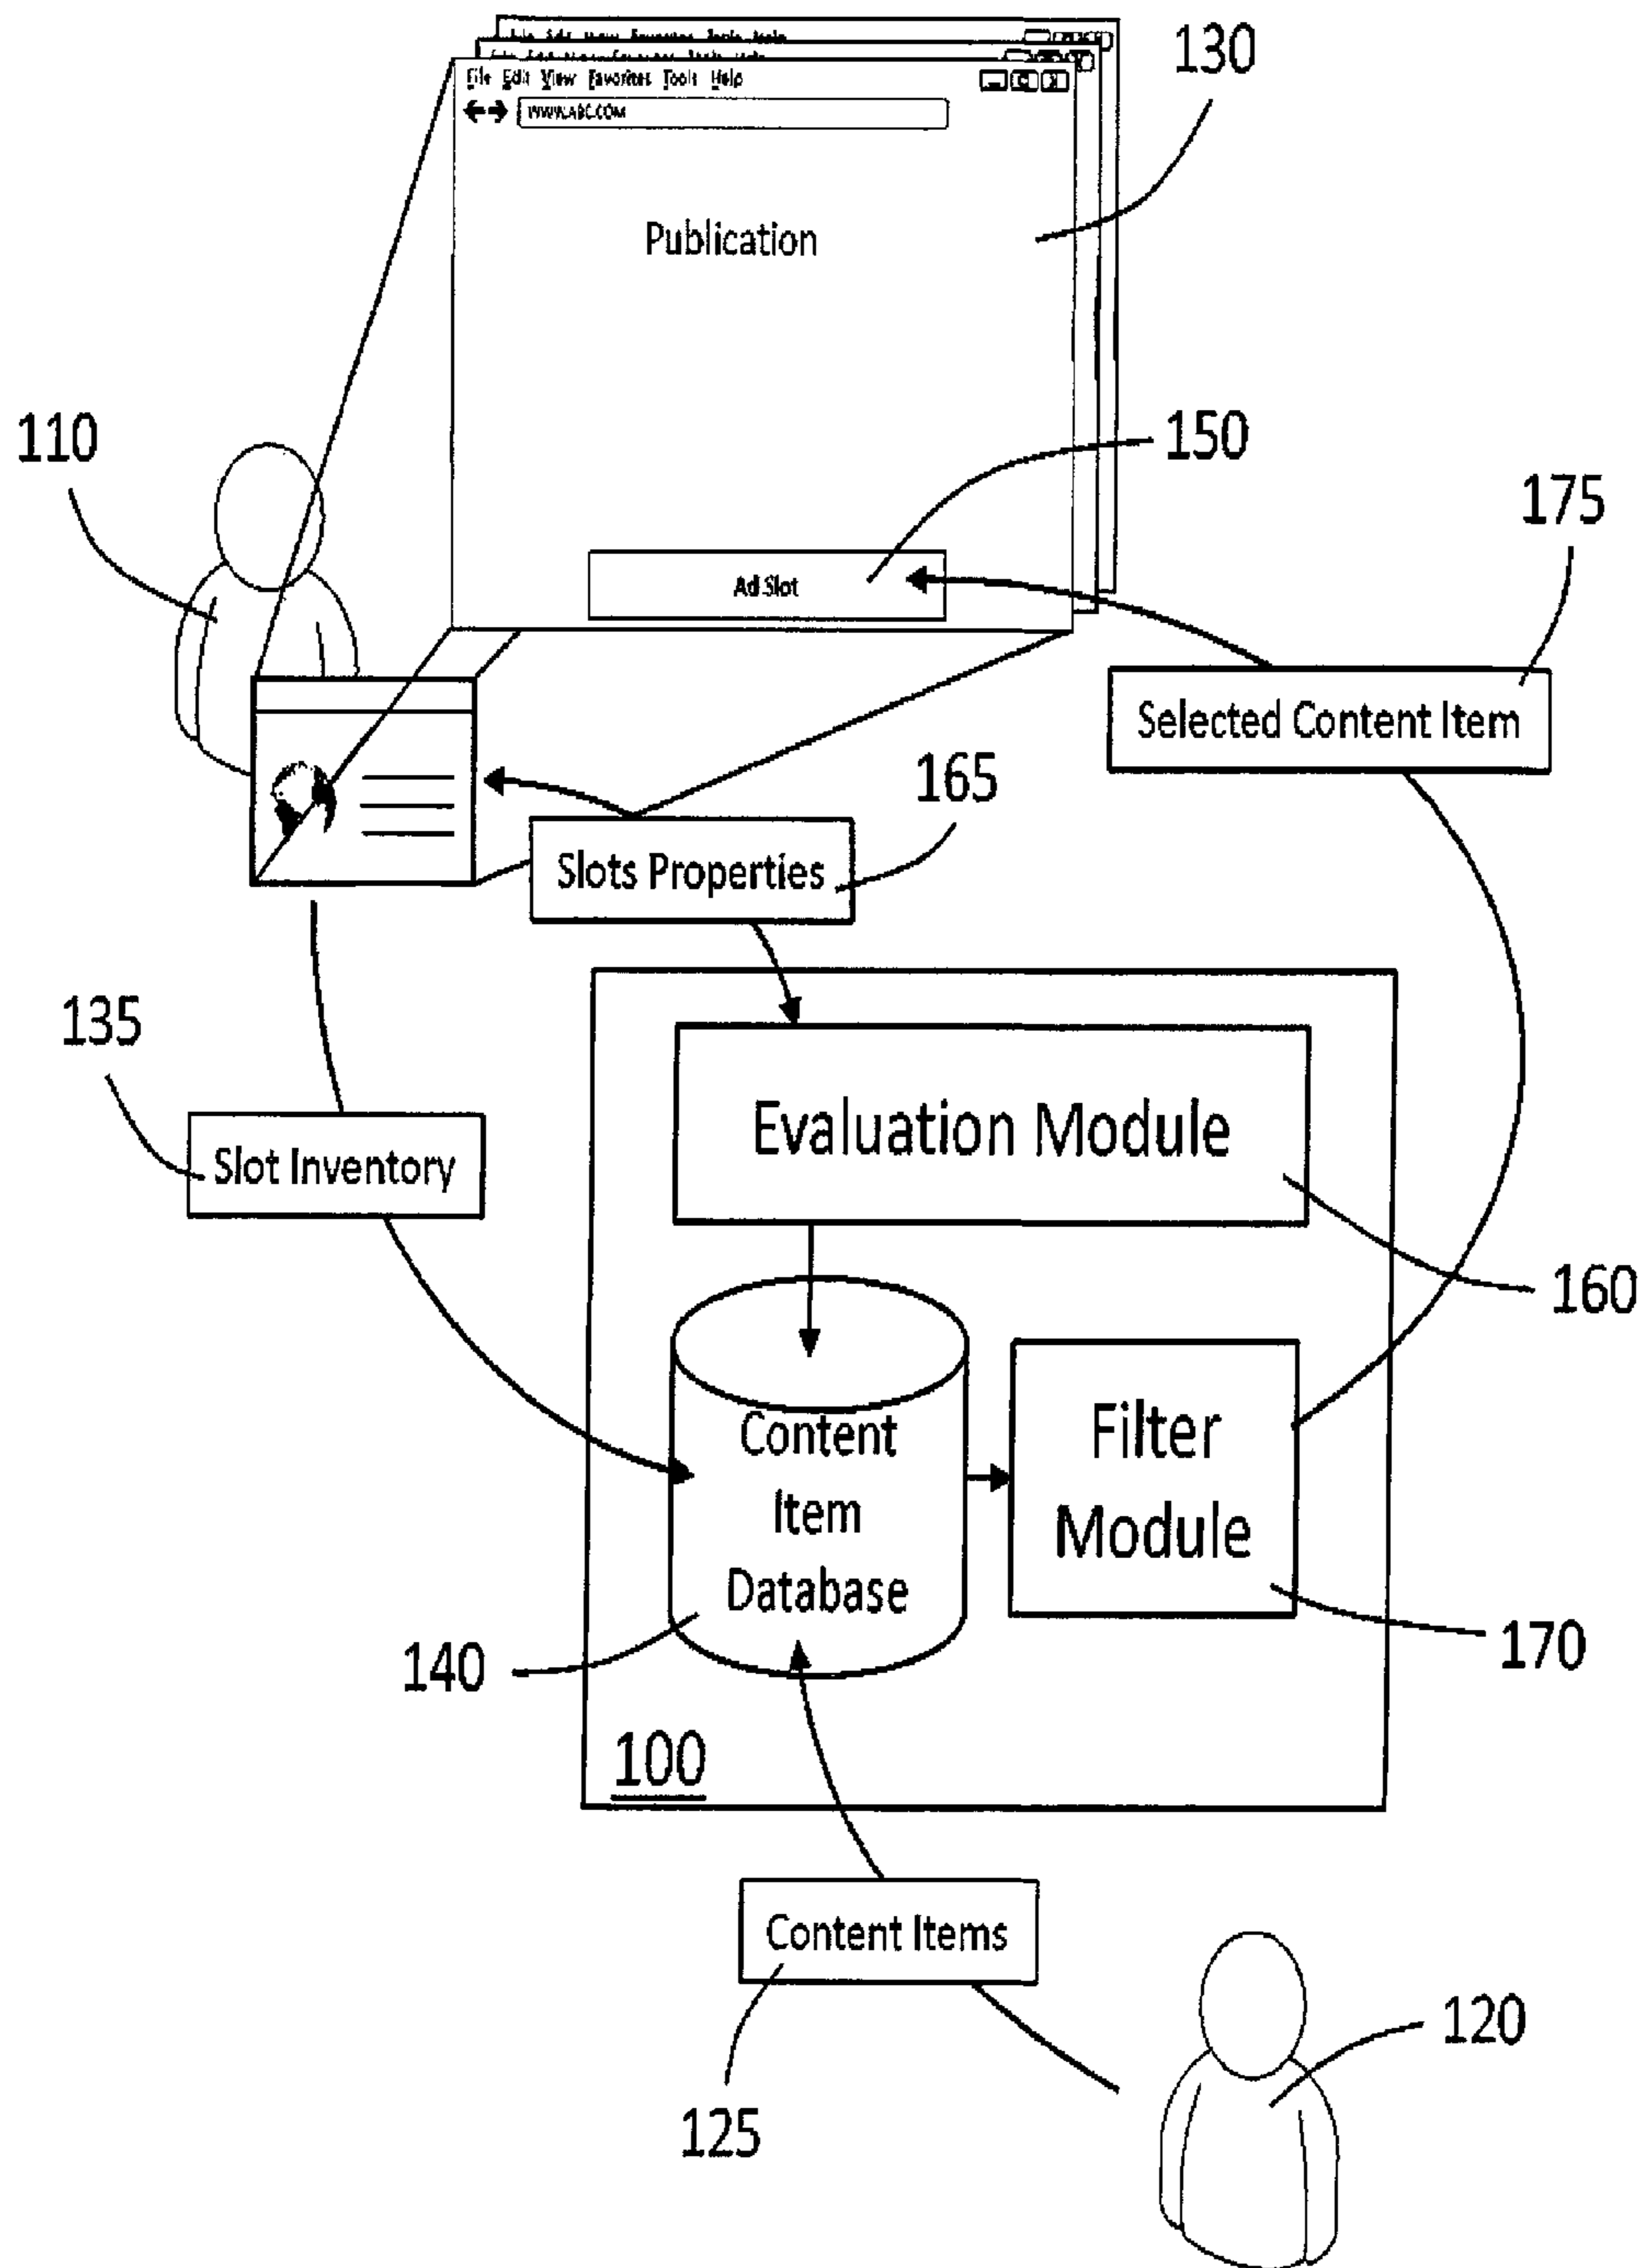 130
File Edit View Favorites Tools Help
WWW.ABC.COM
Publication
110
150
175
Ad Slot
Selected Content Item
165
Slots Properties
135
Slot Inventory
Evaluation Module
160
Content
Item
Database
Filter
Module
140
170
100
Content Items
125
120